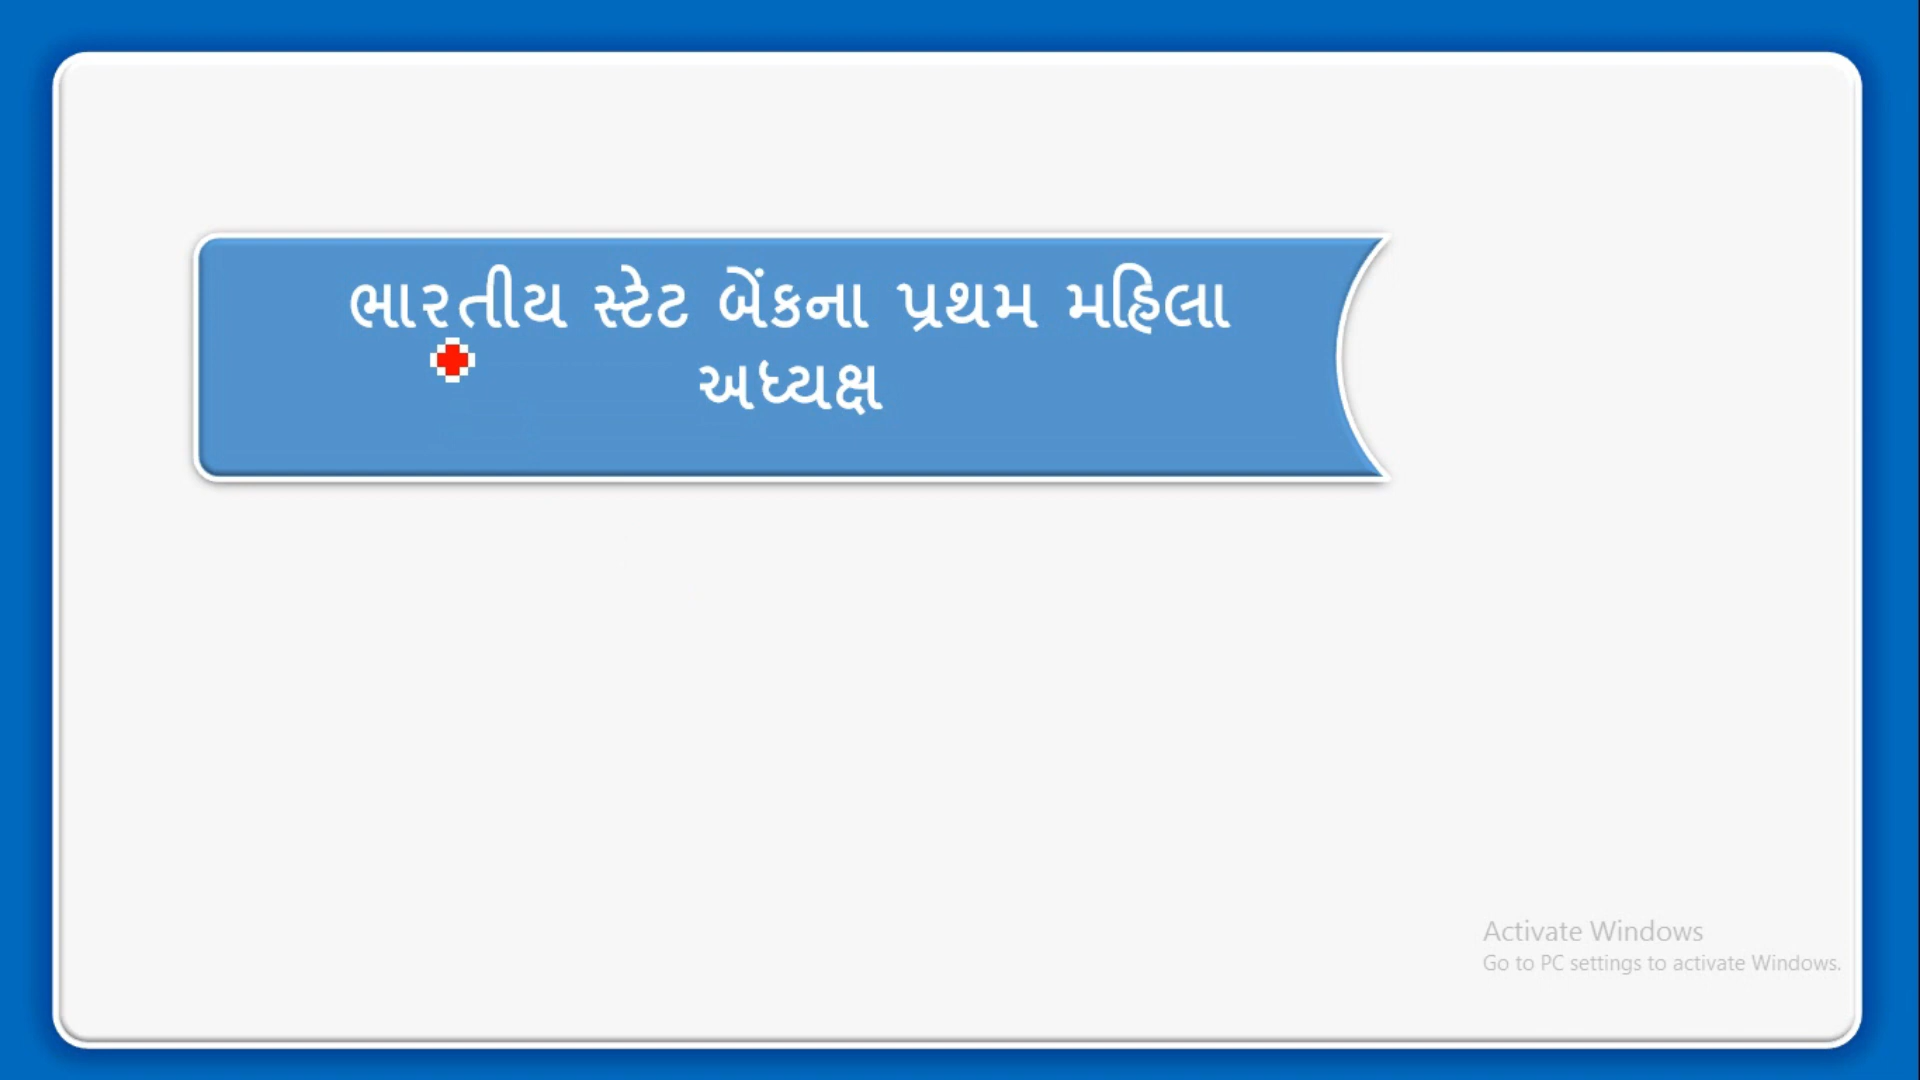 ભારતીય સ્ટેટ બેંકના પ્રથમ મહિલા
અધ્યક્ષ
Activate Windows
Go to PC settings to activate Windows.